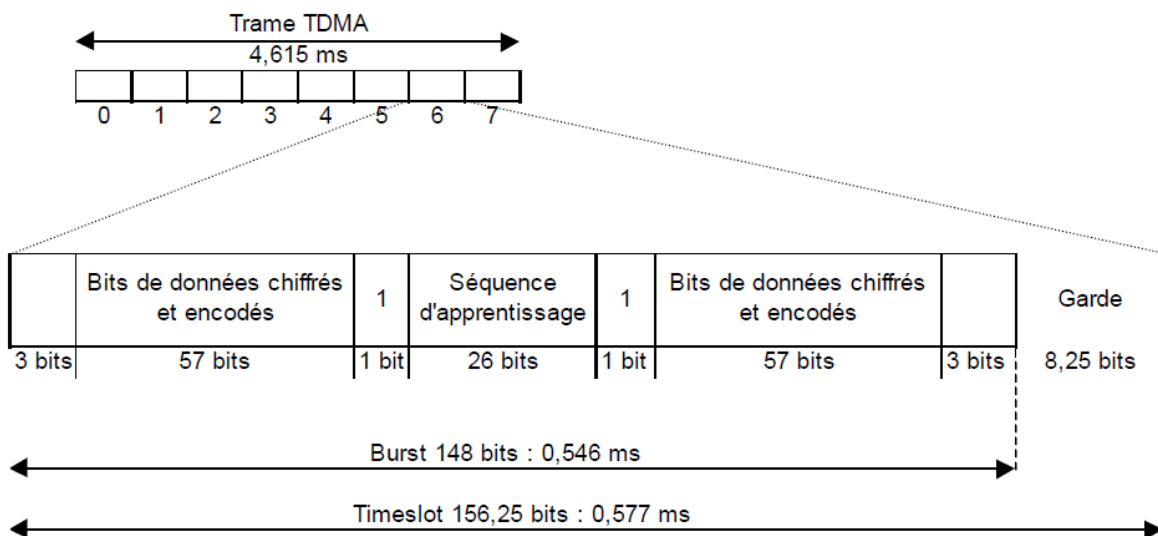 Trame TDMA
4,615 ms
0 1 2 3 4 5 6 7
Bits de données chiffrés
et encodés
1
Séquence
d'apprentissage
1
Bits de données chiffrés
et encodés
Garde
3 bits 57 bits 1 bit 26 bits 1 bit 57 bits 3 bits 8,25 bits
Burst 148 bits : 0,546 ms
Timeslot 156,25 bits : 0,577 ms